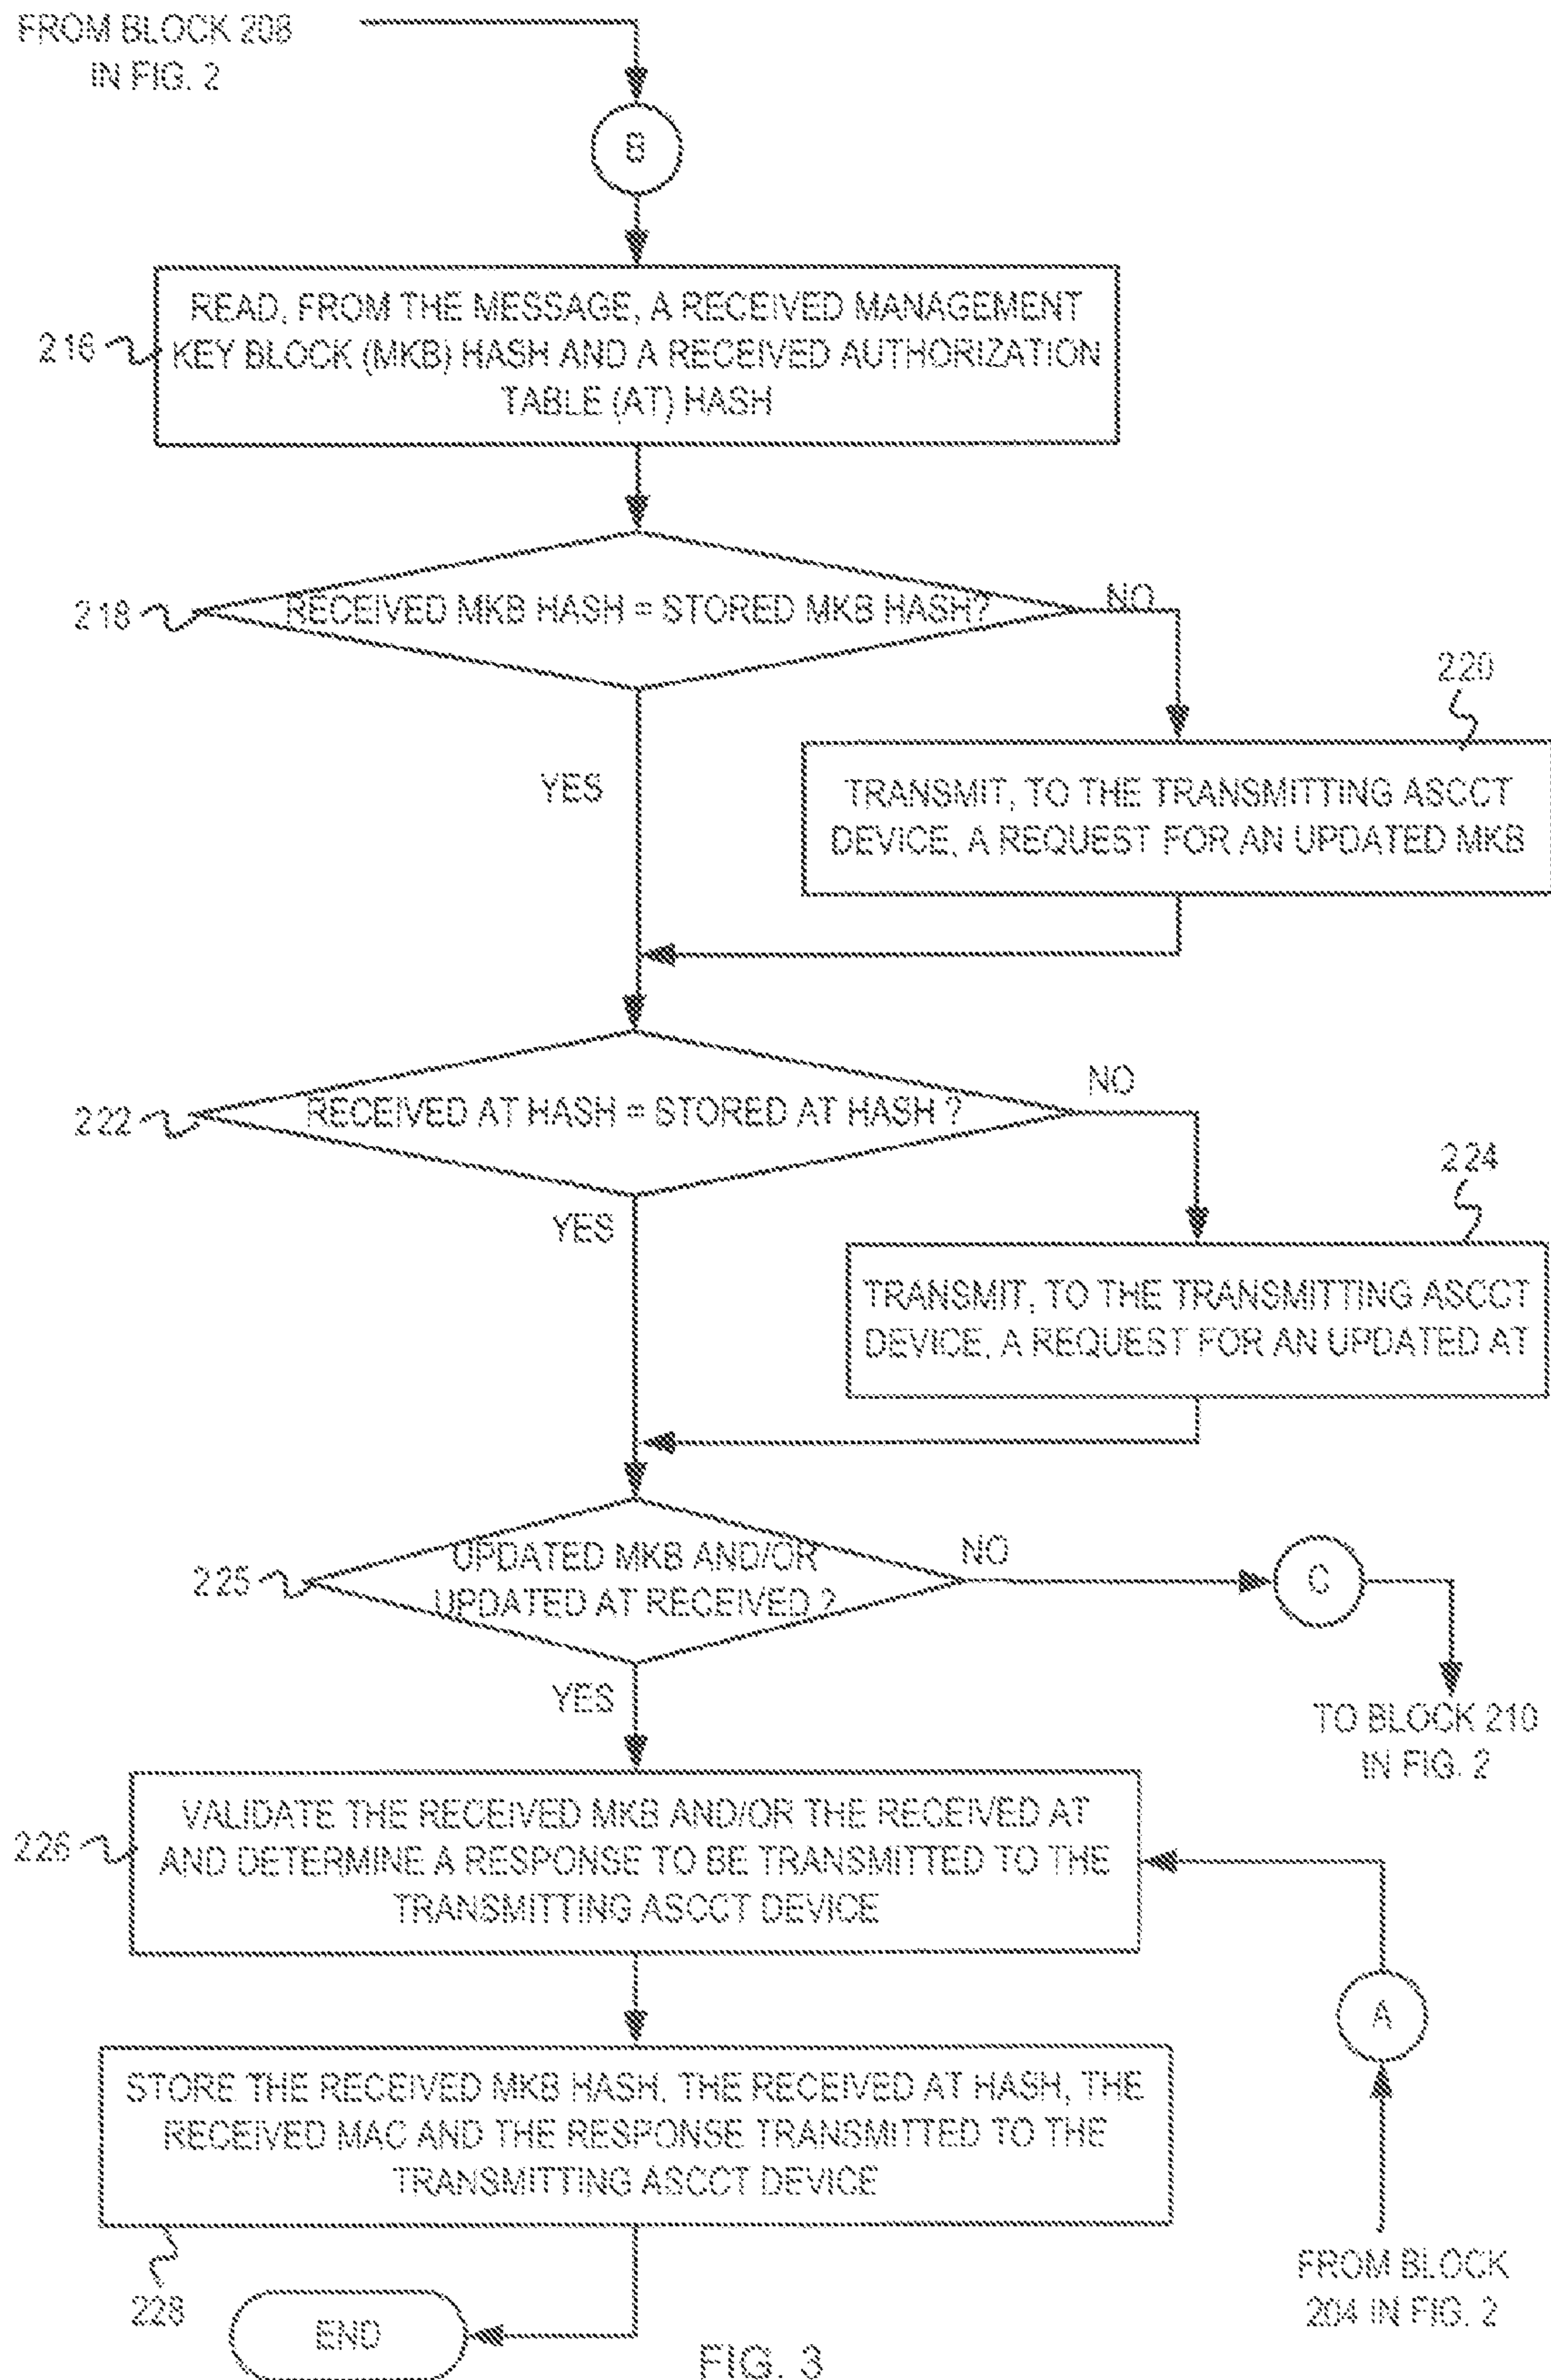 FROM BLOCK 208
IN FIG. 2
B
READ, FROM THE MESSAGE, A RECEIVED MANAGEMENT
KEY BLOCK (MKB) HASH AND A RECEIVED AUTHORIZATION
TABLE (AT) HASH
216
RECEIVED MKB HASH = STORED MKB HASH?
218
NO
220
YES
TRANSMIT, TO THE TRANSMITTING ASCCT
DEVICE, A REQUEST FOR AN UPDATED MKB
RECEIVED AT HASH = STORED AT HASH ?
222
NO
224
YES
TRANSMIT, TO THE TRANSMITTING ASCCT
DEVICE, A REQUEST FOR AN UPDATED AT
UPDATED MKB AND/OR
UPDATED AT RECEIVED ?
225
NO
C
YES
TO BLOCK 210
IN FIG. 2
VALIDATE THE RECEIVED MKB AND/OR THE RECEIVED AT
AND DETERMINE A RESPONSE TO BE TRANSMITTED TO THE
TRANSMITTING ASCCT DEVICE
226
A
STORE THE RECEIVED MKB HASH, THE RECEIVED AT HASH, THE
RECEIVED MAC AND THE RESPONSE TRANSMITTED TO THE
TRANSMITTING ASCCT DEVICE
228
FROM BLOCK
204 IN FIG. 2
END
FIG. 3